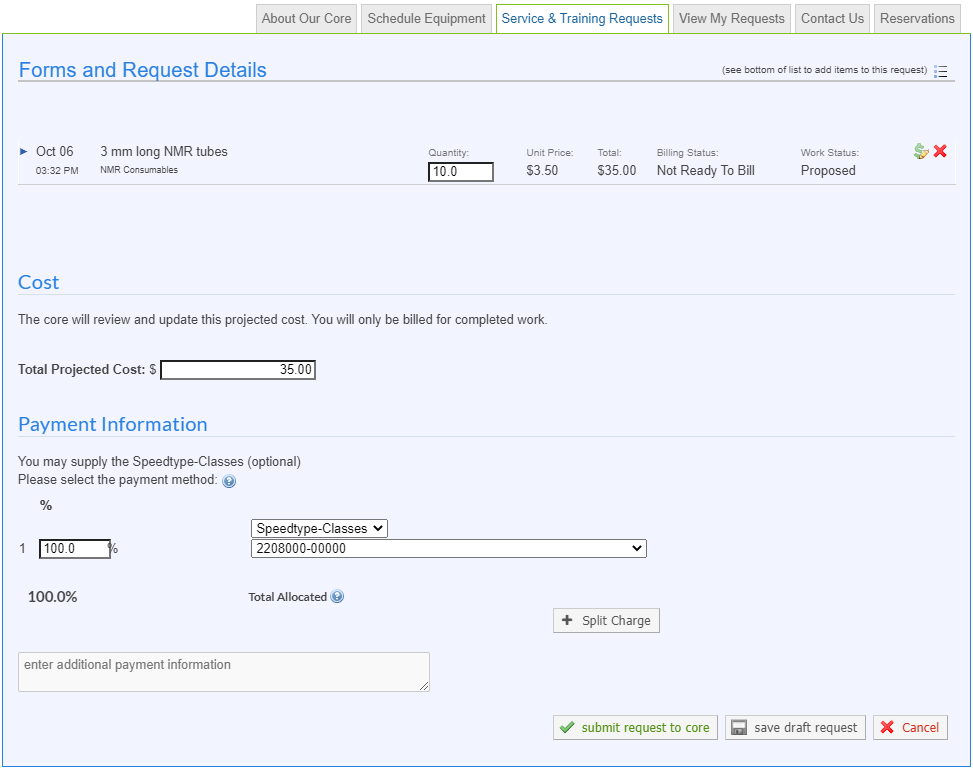 About Our Core Schedule Equipment Service & Training Requests View My Requests Contact Us Reservations
Forms and Request Details (see bottom of list to add items to this request)
Oct 06 3 mm long NMR tubes Quantity: Unit Price: Total: Billing Status: Work Status:
03:32 PM NMR Consumables 10.0 $3.50 $35.00 Not Ready To Bill Proposed
Cost
The core will review and update this projected cost. You will only be billed for completed work.
Total Projected Cost: $ 35.00
Payment Information
You may supply the Speedtype-Classes (optional)
Please select the payment method:
%
Speedtype-Classes
1 100.0 % 2208000-00000
100.0% Total Allocated
Split Charge
enter additional payment information
submit request to core save draft request Cancel